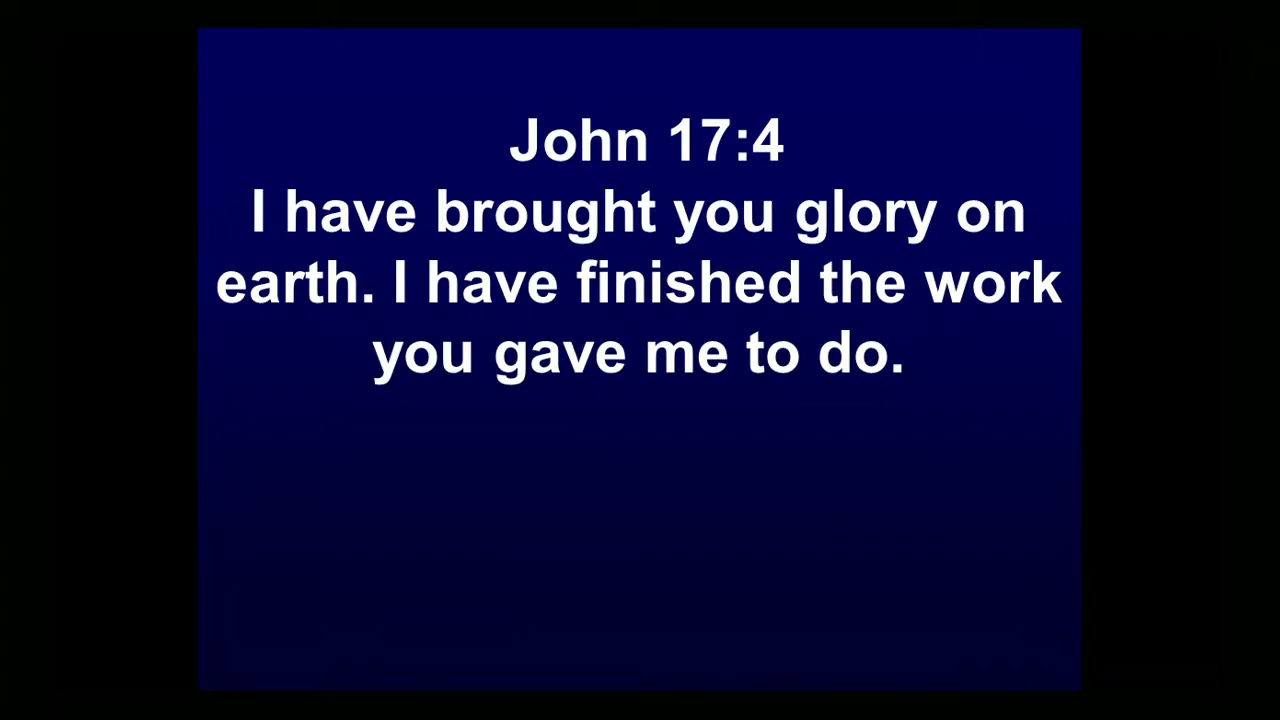 John 17:4
I have brought you glory on
earth. I have finished the work
you gave me to do.